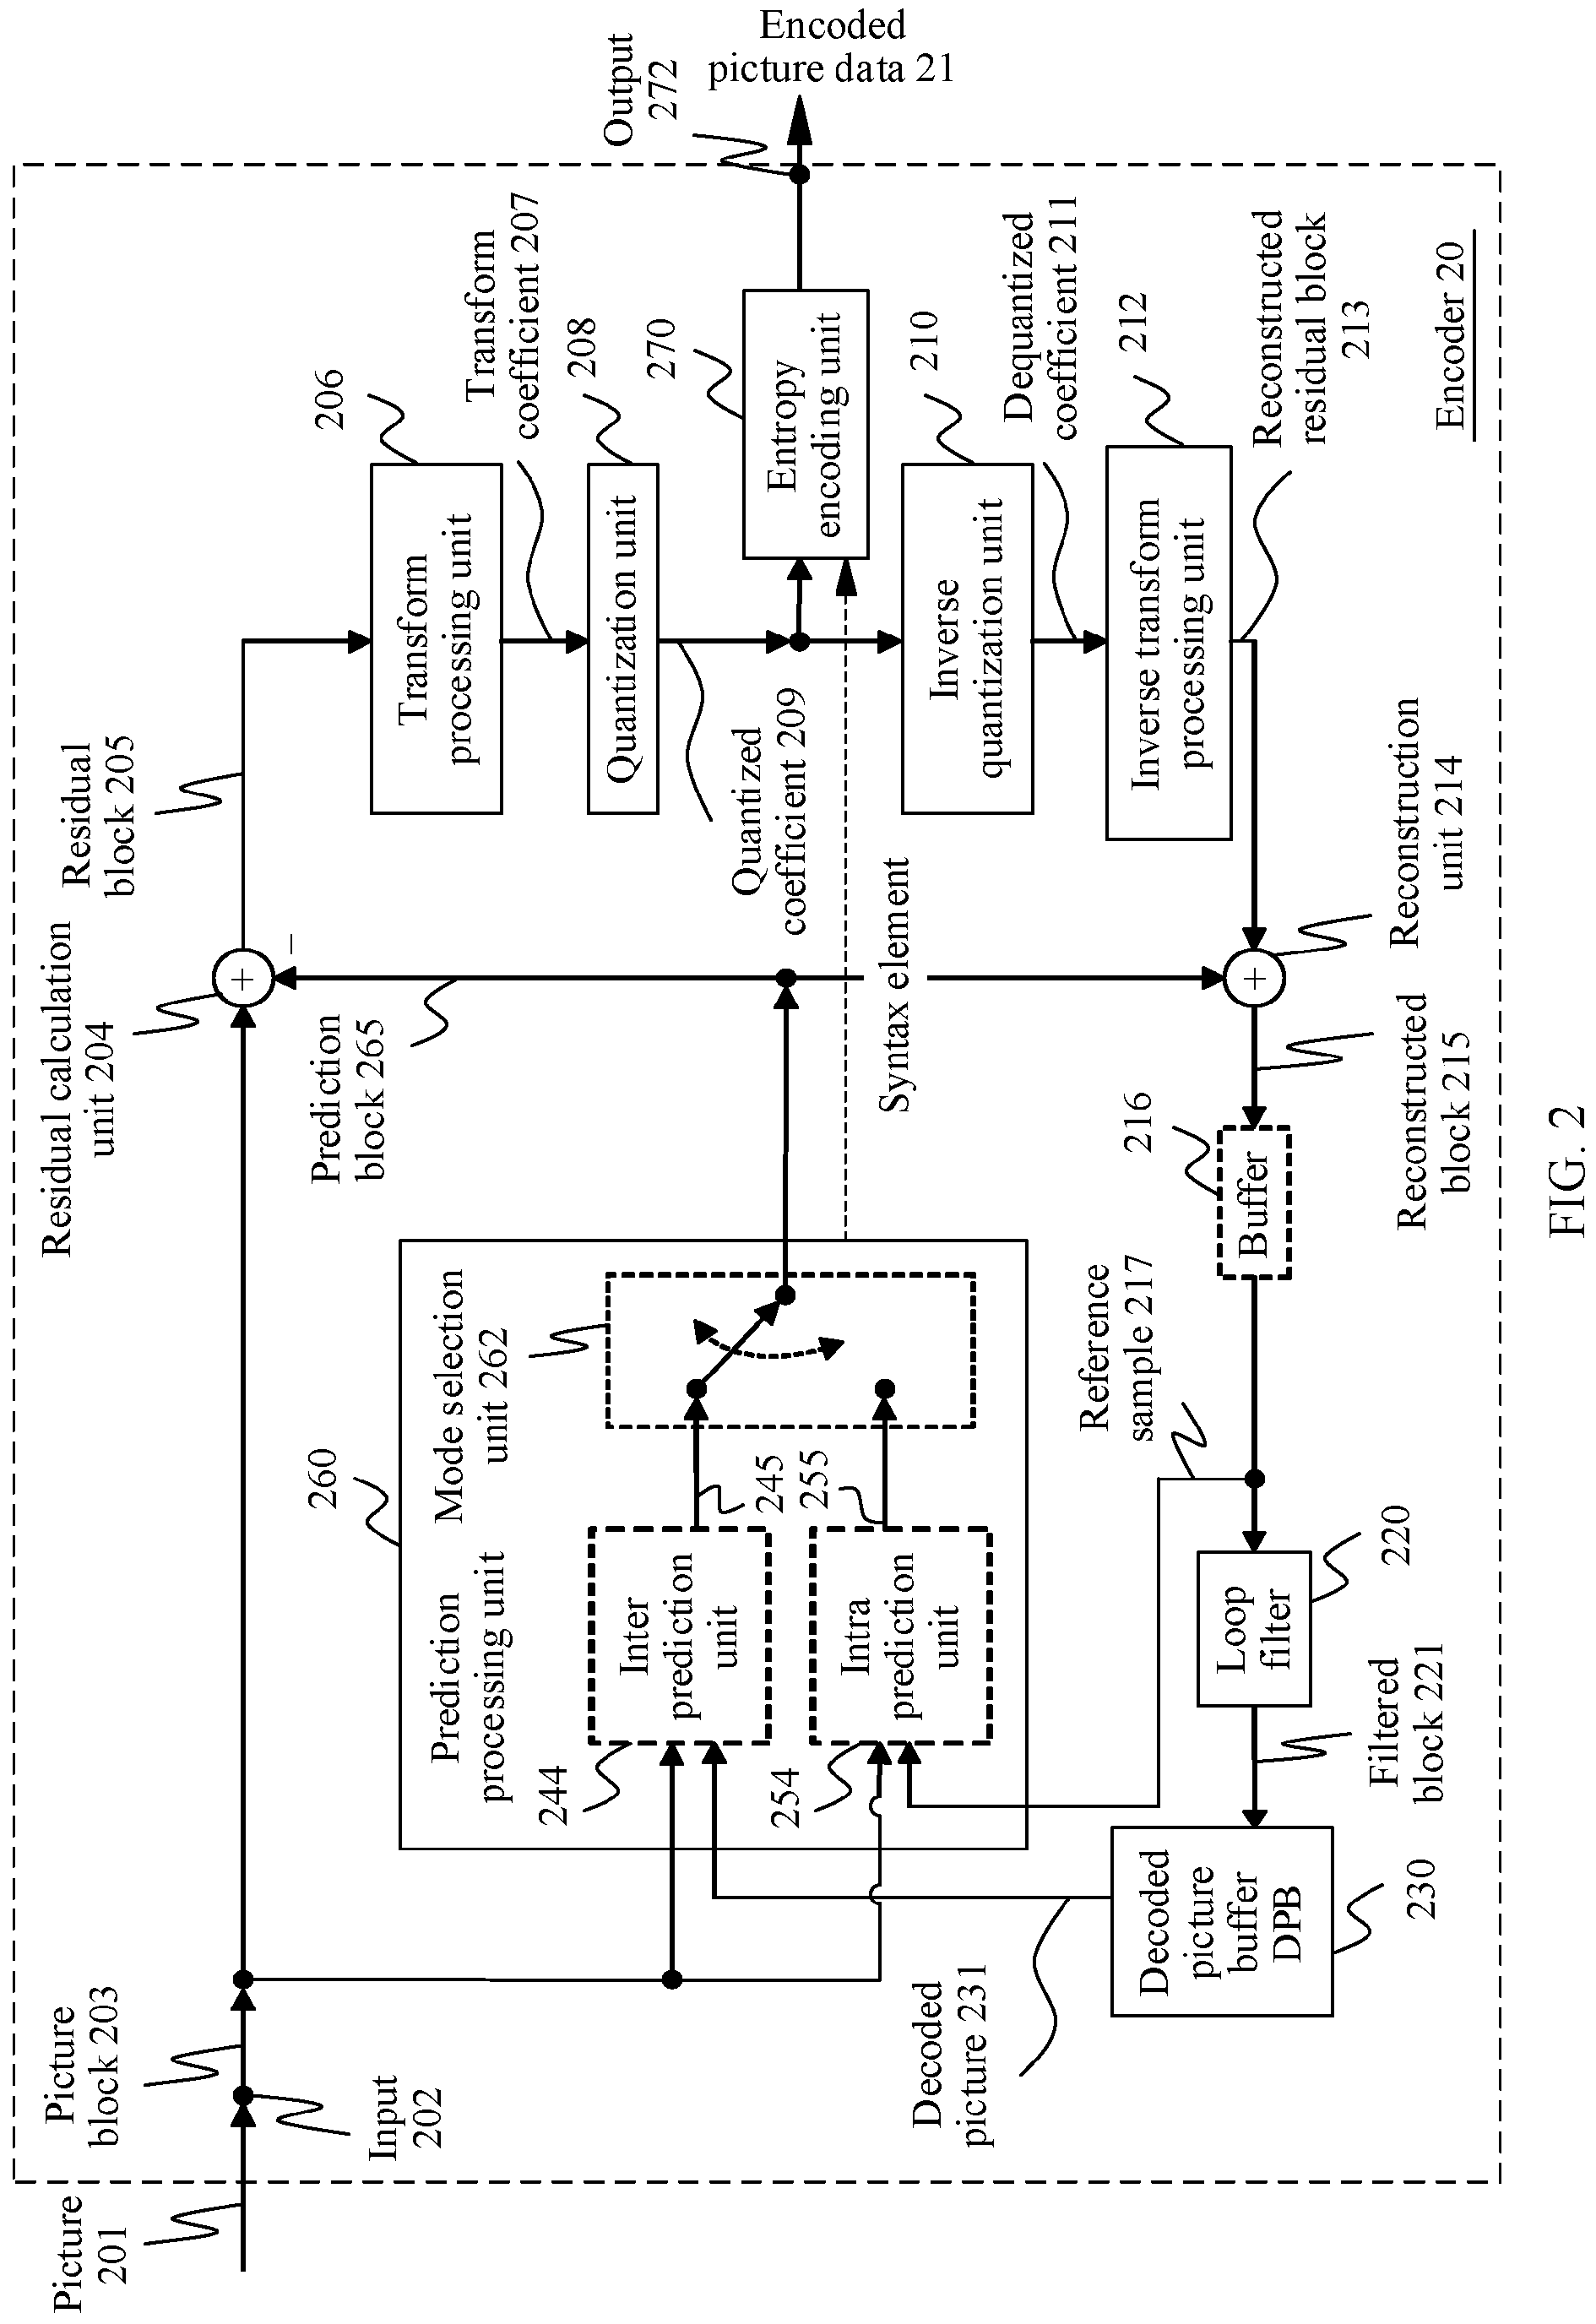 Encoded
picture data 21
Output
272
Residual
block 205
Residual calculation
unit 204
Picture
block 203
Input
202
Picture
201
206
Transform
processing unit
Transform
coefficient 207
208
Quantization unit
270
Entropy
encoding unit
Quantized
coefficient 209
210
Inverse
quantization unit
Dequantized
coefficient 211
212
Inverse transform
processing unit
Reconstructed
residual block
213
Encoder 20
+
−
Prediction
block 265
Syntax element
+
Reconstruction
unit 214
Reconstructed
block 215
216
Buffer
Reference
sample 217
260
Mode selection
unit 262
Prediction
processing unit
245
255
Inter
prediction
unit
244
Intra
prediction
unit
254
220
Loop
filter
Filtered
block 221
Decoded
picture
buffer
DPB
230
Decoded
picture 231
FIG. 2